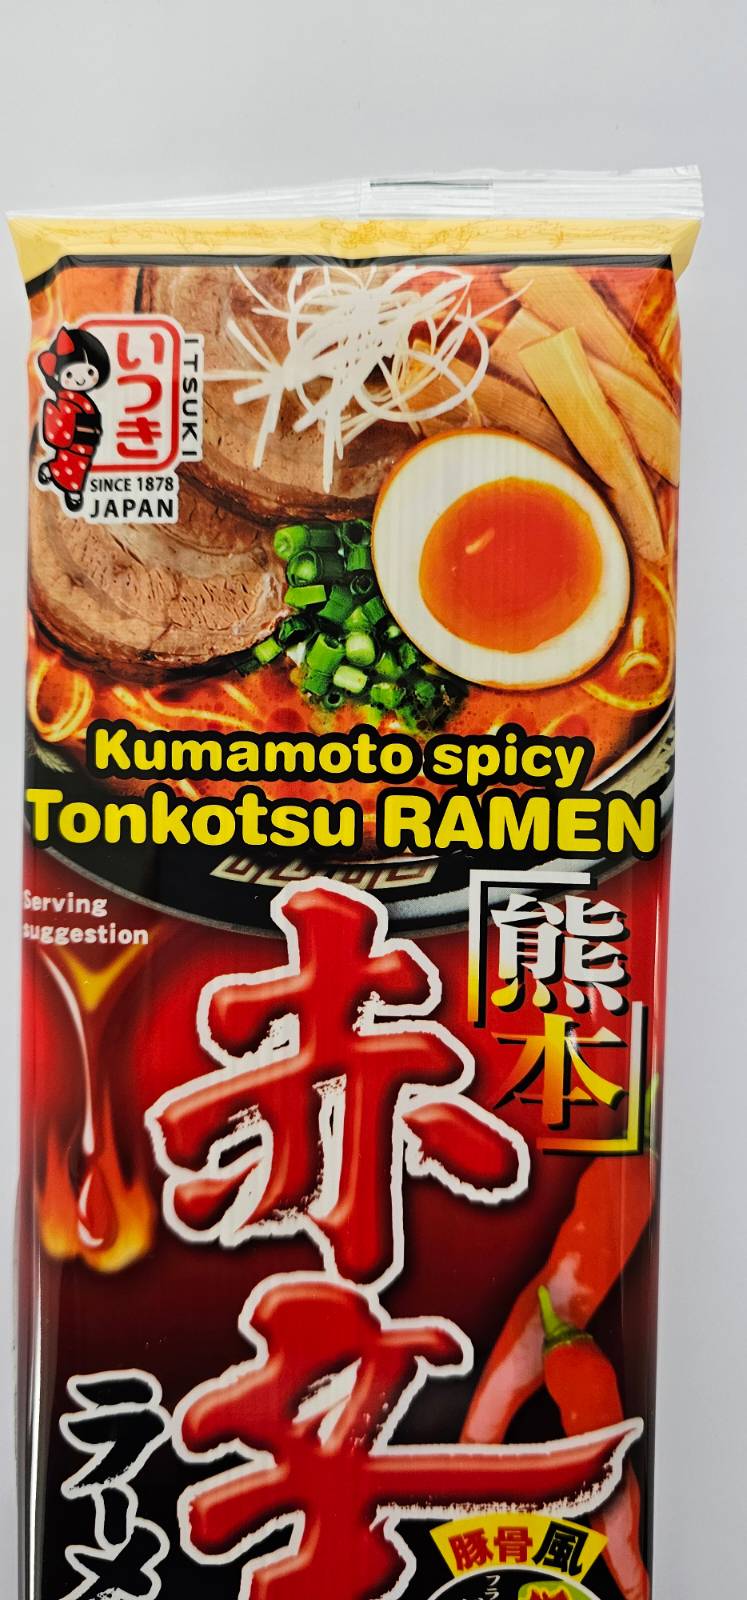 いつき
ITSUKI
SINCE 1878
JAPAN
Kumamoto spicy
Tonkotsu RAMEN
Serving
suggestion
熊本
赤辛
ラーメ
豚骨風